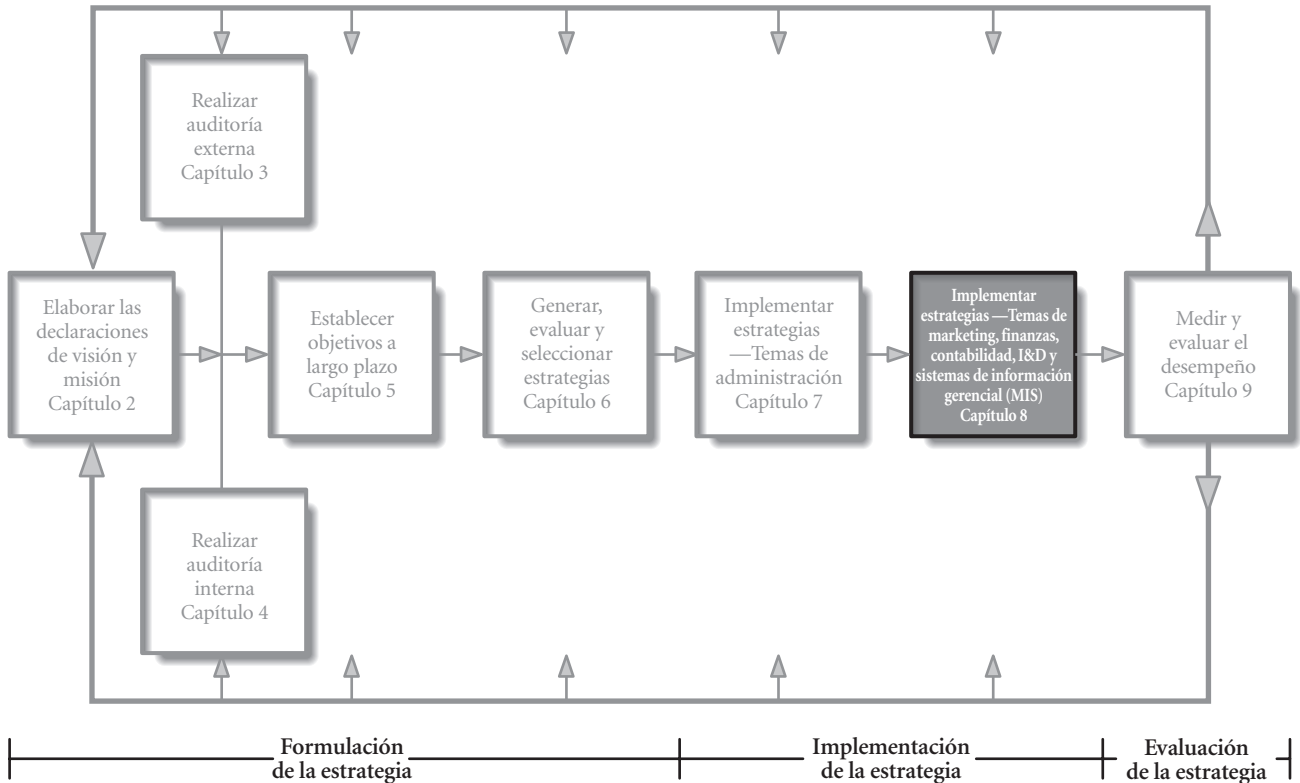 Realizar
auditoría
externa
Capítulo 3
Elaborar las
declaraciones
de visión y
misión
Capítulo 2
Establecer
objetivos a
largo plazo
Capítulo 5
Generar,
evaluar y
seleccionar
estrategias
Capítulo 6
Implementar
estrategias
—Temas de
administración
Capítulo 7
Implementar
estrategias —Temas de
marketing, finanzas,
contabilidad, I&D y
sistemas de información
gerencial (MIS)
Capítulo 8
Medir y
evaluar el
desempeño
Capítulo 9
Realizar
auditoría
interna
Capítulo 4
Formulación
de la estrategia
Implementación
de la estrategia
Evaluación
de la estrategia